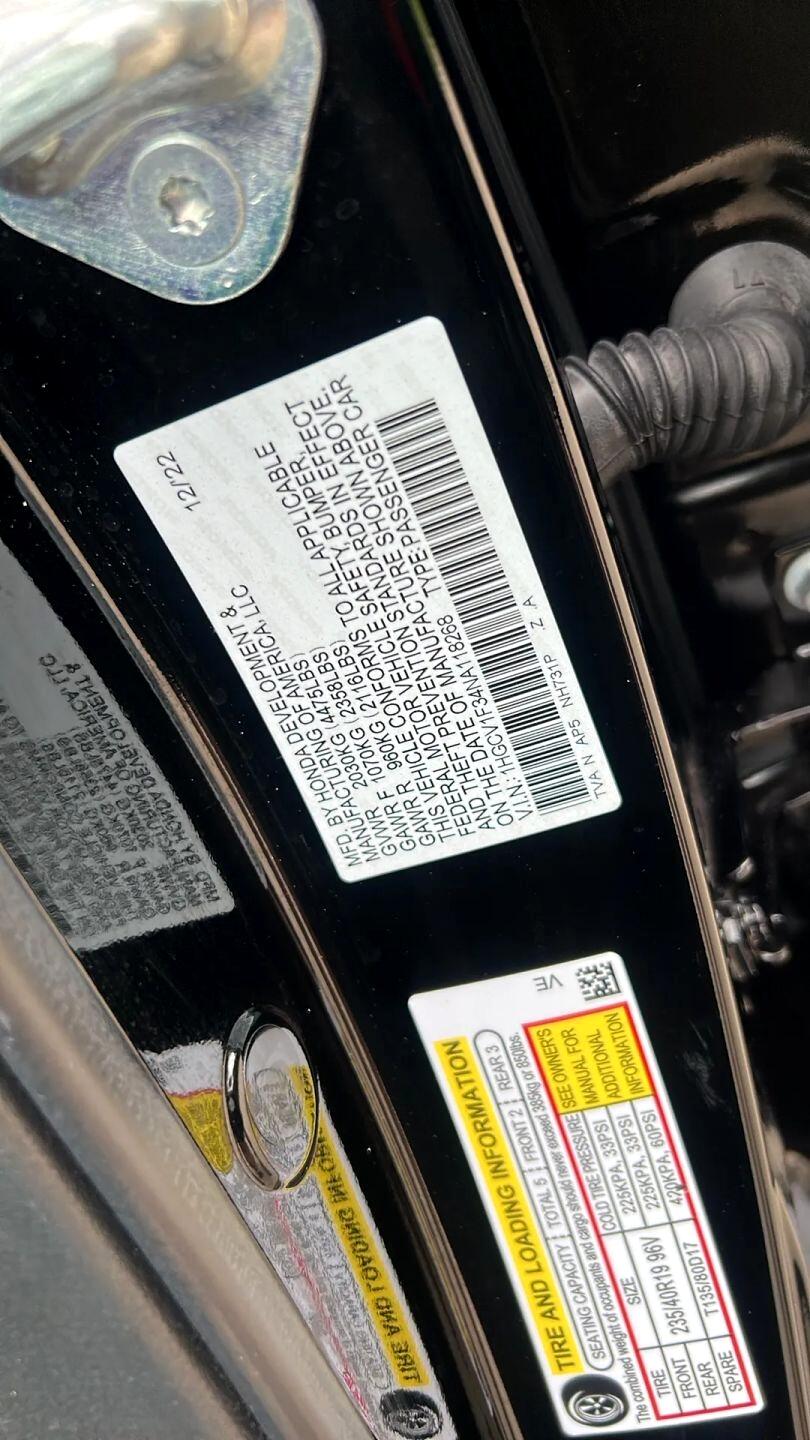 12/22
MFD. BY HONDA DEVELOPMENT &
MANUFACTURING OF AMERICA, LLC
GVWR 2030KG (4475LBS)
GAWR F 1070KG (2358LBS)
GAWR R 960KG (2116LBS)
THIS VEHICLE CONFORMS TO ALL APPLICABLE
FEDERAL MOTOR VEHICLE SAFETY BUMPER,
AND THEFT PREVENTION STANDARDS IN EFFECT
ON THE DATE OF MANUFACTURE SHOWN ABOVE.
V.I.N.: 1HGCY1F34NA118268 TYPE: PASSENGER CAR
TVA N AP5 NH731P Z A
VE
TIRE AND LOADING INFORMATION
SEATING CAPACITY TOTAL 5 FRONT 2 REAR 3
The combined weight of occupants and cargo should never exceed 385kg or 850lbs.
TIRE SIZE COLD TIRE PRESSURE SEE OWNER'S
FRONT 235/40R19 96V 225KPA, 33PSI MANUAL FOR
REAR 225KPA, 33PSI ADDITIONAL
SPARE T135/80D17 420KPA, 60PSI INFORMATION